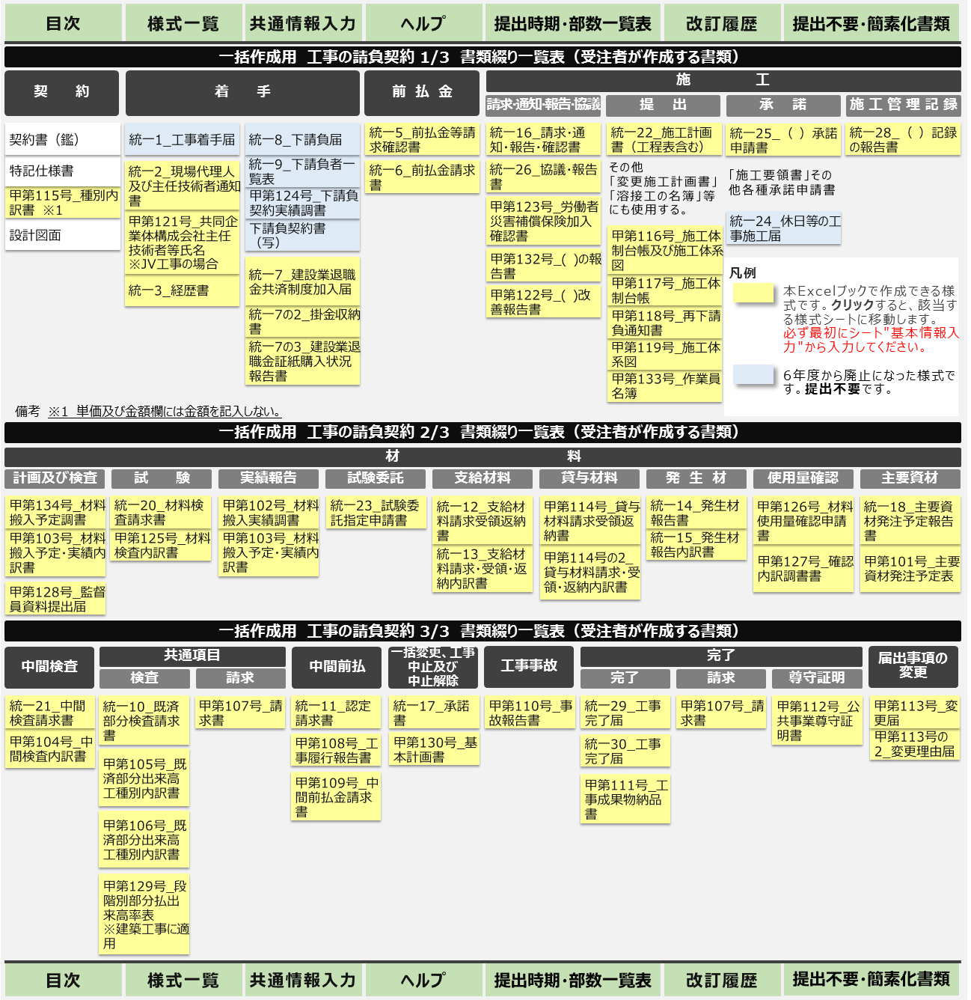 目次
様式一覧
共通情報入力
ヘルプ
提出時期・部数一覧表
改訂履歴
提出不要・簡素化書類
一括作成用 工事の請負契約 1/3 書類綴り一覧表（受注者が作成する書類）
契 約
着 手
前 払 金
施 工
請求・通知・報告・協議
提 出
承 諾
施 工 管 理 記 録
契約書（鑑）
特記仕様書
甲第115号_種別内
訳書 ※1
設計図面
統一1_工事着手届
統一2_現場代理人
及び主任技術者通知
書
甲第121号_共同企
業体構成会社主任
技術者等氏名
※JV工事の場合
統一3_経歴書
統一8_下請負届
統一9_下請負者一
覧表
甲第124号_下請負
契約実績調書
下請負契約書
（写）
統一7_建設業退職
金共済制度加入届
統一7の2_掛金収納
書
統一7の3_建設業退
職金証紙購入状況
報告書
統一5_前払金等請
求確認書
統一6_前払金請求
書
統一16_請求・通
知・報告・確認書
統一26_協議・報告
書
甲第123号_労働者
災害補償保険加入
確認書
甲第132号_( )の報
告書
甲第122号_( )改
善報告書
統一22_施工計画
書（工程表含む）
その他
「変更施工計画書」
「溶接工の名簿」等
にも使用する。
甲第116号_施工体
制台帳及び施工体系
図
甲第117号_施工体
制台帳
甲第118号_再下請
負通知書
甲第119号_施工体
系図
甲第133号_作業員
名簿
統一25_（ ）承諾
申請書
「施工要領書」その
他各種承諾申請書
統一24_休日等の工
事施工届
統一28_（ ）記録
の報告書
凡例
本Excelブックで作成できる様
式です。クリックすると、該当す
る様式シートに移動します。
必ず最初にシート"基本情報入
力"から入力してください。
6年度から廃止になった様式で
す。提出不要です。
備考 ※1 単価及び金額欄には金額を記入しない。
一括作成用 工事の請負契約 2/3 書類綴り一覧表（受注者が作成する書類）
材 料
計画及び検査
試 験
実績報告
試験委託
支給材料
貸与材料
発 生 材
使用量確認
主要資材
甲第134号_材料
搬入予定調書
甲第103号_材料
搬入予定・実績内
訳書
甲第128号_監督
員資料提出届
統一20_材料検
査請求書
甲第125号_材料
検査内訳書
甲第102号_材料
搬入実績調書
甲第103号_材料
搬入予定・実績内
訳書
統一23_試験委
託指定申請書
統一12_支給材
料請求受領返納
書
統一13_支給材
料請求・受領・返
納内訳書
甲第114号_貸与
材料請求受領返
納書
甲第114号の2_
貸与材料請求・受
領・返納内訳書
統一14_発生材
報告書
統一15_発生材
報告内訳書
甲第126号_材料
使用量確認申請
書
甲第127号_確認
内訳調書書
統一18_主要資
材発注予定報告
書
甲第101号_主要
資材発注予定表
一括作成用 工事の請負契約 3/3 書類綴り一覧表（受注者が作成する書類）
中間検査
共通項目
検査
請求
中間前払
一括変更、工事
中止及び
中止解除
工事事故
完了
完了
請求
尊守証明
届出事項の
変更
統一21_中間
検査請求書
甲第104号_中
間検査内訳書
統一10_既済
部分検査請求
書
甲第105号_既
済部分出来高
工種別内訳書
甲第106号_既
済部分出来高
工種別内訳書
甲第129号_段
階別部分払出
来高率表
※建築工事に適
用
甲第107号_請
求書
統一11_認定
請求書
甲第108号_工
事履行報告書
甲第109号_中
間前払金請求
書
統一17_承諾
書
甲第130号_基
本計画書
甲第110号_事
故報告書
統一29_工事
完了届
統一30_工事
完了届
甲第111号_工
事成果物納品
書
甲第107号_請
求書
甲第112号_公
共事業尊守証
明書
甲第113号_変
更届
甲第113号の
2_変更理由届
目次
様式一覧
共通情報入力
ヘルプ
提出時期・部数一覧表
改訂履歴
提出不要・簡素化書類